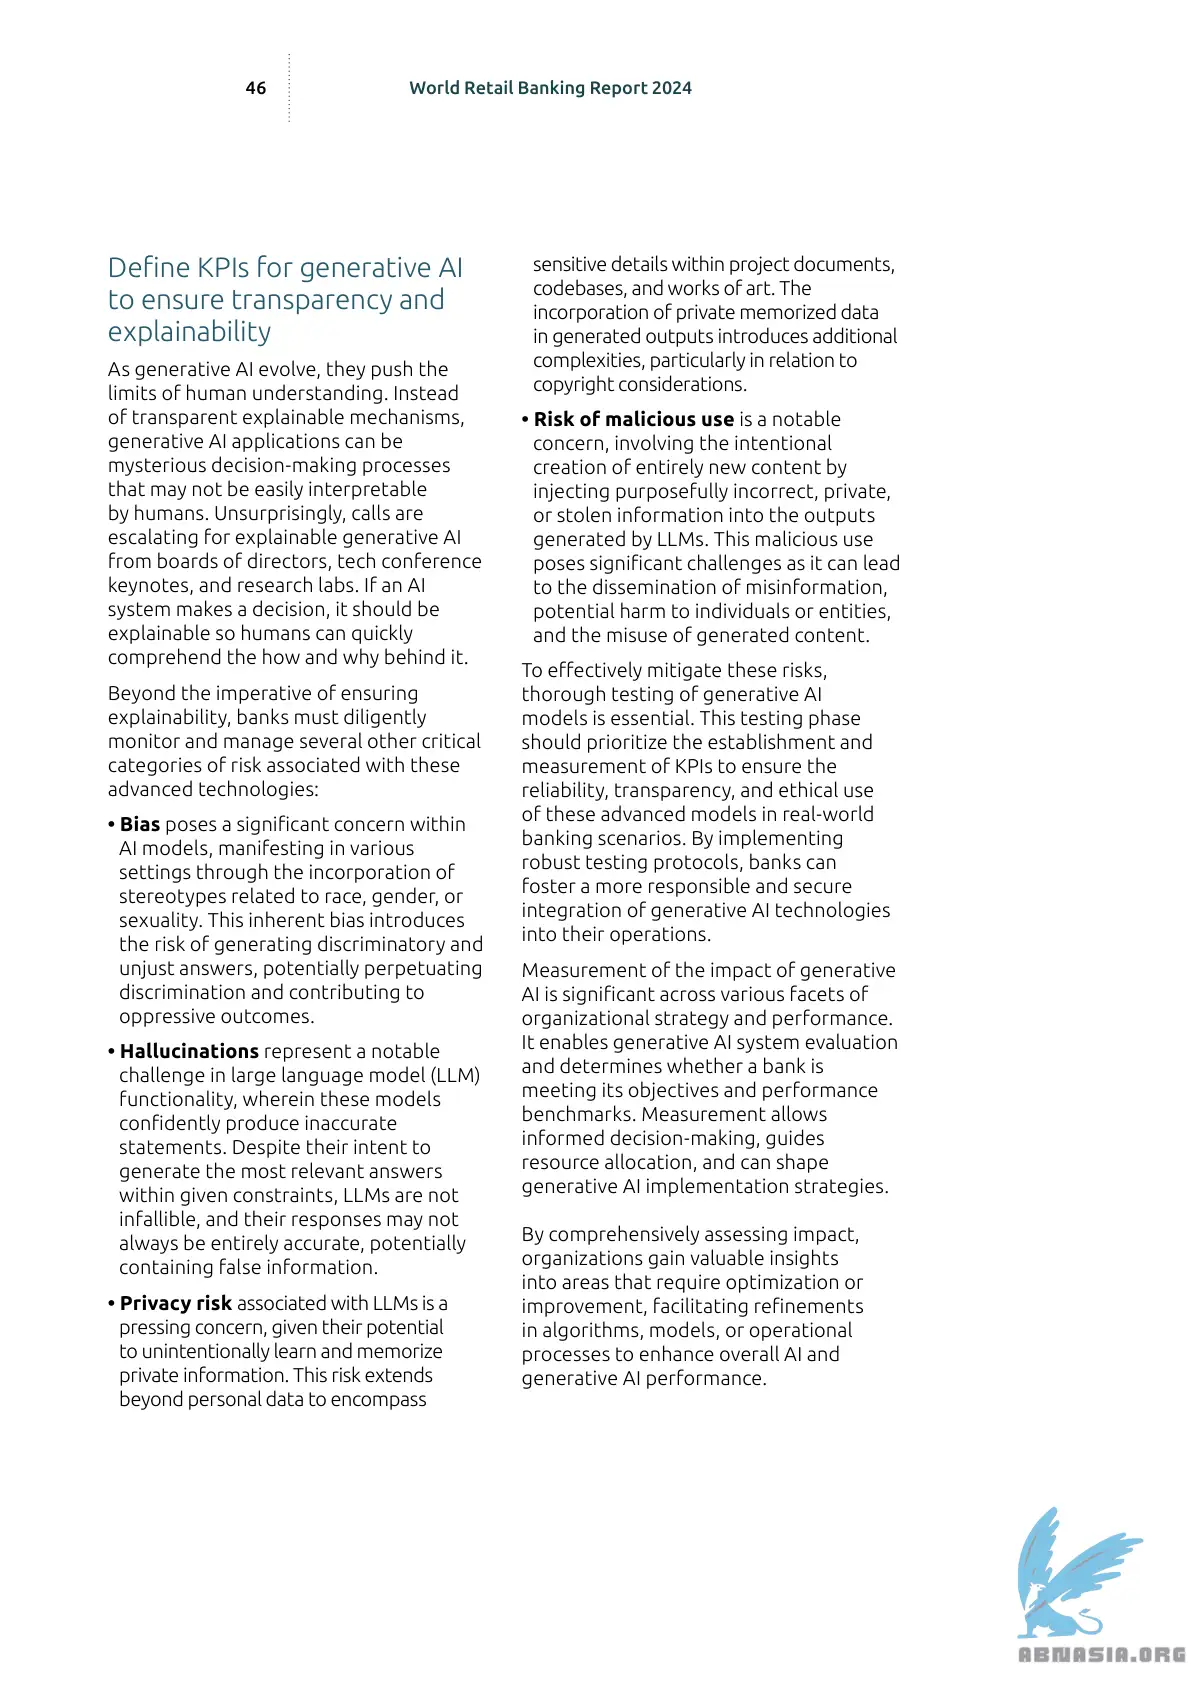 46
World Retail Banking Report 2024
Define KPIs for generative AI
to ensure transparency and
explainability
As generative AI evolve, they push the
limits of human understanding. Instead
of transparent explainable mechanisms,
generative AI applications can be
mysterious decision-making processes
that may not be easily interpretable
by humans. Unsurprisingly, calls are
escalating for explainable generative AI
from boards of directors, tech conference
keynotes, and research labs. If an AI
system makes a decision, it should be
explainable so humans can quickly
comprehend the how and why behind it.
Beyond the imperative of ensuring
explainability, banks must diligently
monitor and manage several other critical
categories of risk associated with these
advanced technologies:
• Bias poses a significant concern within
AI models, manifesting in various
settings through the incorporation of
stereotypes related to race, gender, or
sexuality. This inherent bias introduces
the risk of generating discriminatory and
unjust answers, potentially perpetuating
discrimination and contributing to
oppressive outcomes.
• Hallucinations represent a notable
challenge in large language model (LLM)
functionality, wherein these models
confidently produce inaccurate
statements. Despite their intent to
generate the most relevant answers
within given constraints, LLMs are not
infallible, and their responses may not
always be entirely accurate, potentially
containing false information.
• Privacy risk associated with LLMs is a
pressing concern, given their potential
to unintentionally learn and memorize
private information. This risk extends
beyond personal data to encompass
sensitive details within project documents,
codebases, and works of art. The
incorporation of private memorized data
in generated outputs introduces additional
complexities, particularly in relation to
copyright considerations.
• Risk of malicious use is a notable
concern, involving the intentional
creation of entirely new content by
injecting purposefully incorrect, private,
or stolen information into the outputs
generated by LLMs. This malicious use
poses significant challenges as it can lead
to the dissemination of misinformation,
potential harm to individuals or entities,
and the misuse of generated content.
To effectively mitigate these risks,
thorough testing of generative AI
models is essential. This testing phase
should prioritize the establishment and
measurement of KPIs to ensure the
reliability, transparency, and ethical use
of these advanced models in real-world
banking scenarios. By implementing
robust testing protocols, banks can
foster a more responsible and secure
integration of generative AI technologies
into their operations.
Measurement of the impact of generative
AI is significant across various facets of
organizational strategy and performance.
It enables generative AI system evaluation
and determines whether a bank is
meeting its objectives and performance
benchmarks. Measurement allows
informed decision-making, guides
resource allocation, and can shape
generative AI implementation strategies.
By comprehensively assessing impact,
organizations gain valuable insights
into areas that require optimization or
improvement, facilitating refinements
in algorithms, models, or operational
processes to enhance overall AI and
generative AI performance.
ABNASIA.ORG